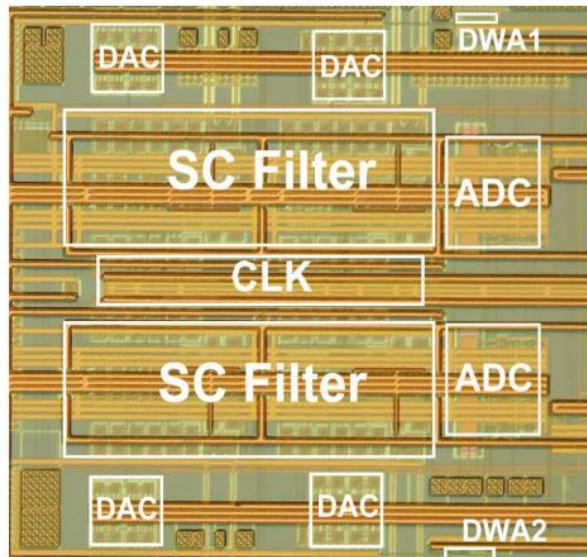 DWA1
DAC
DAC
SC Filter
ADC
CLK
SC Filter
ADC
DAC
DAC
DWA2